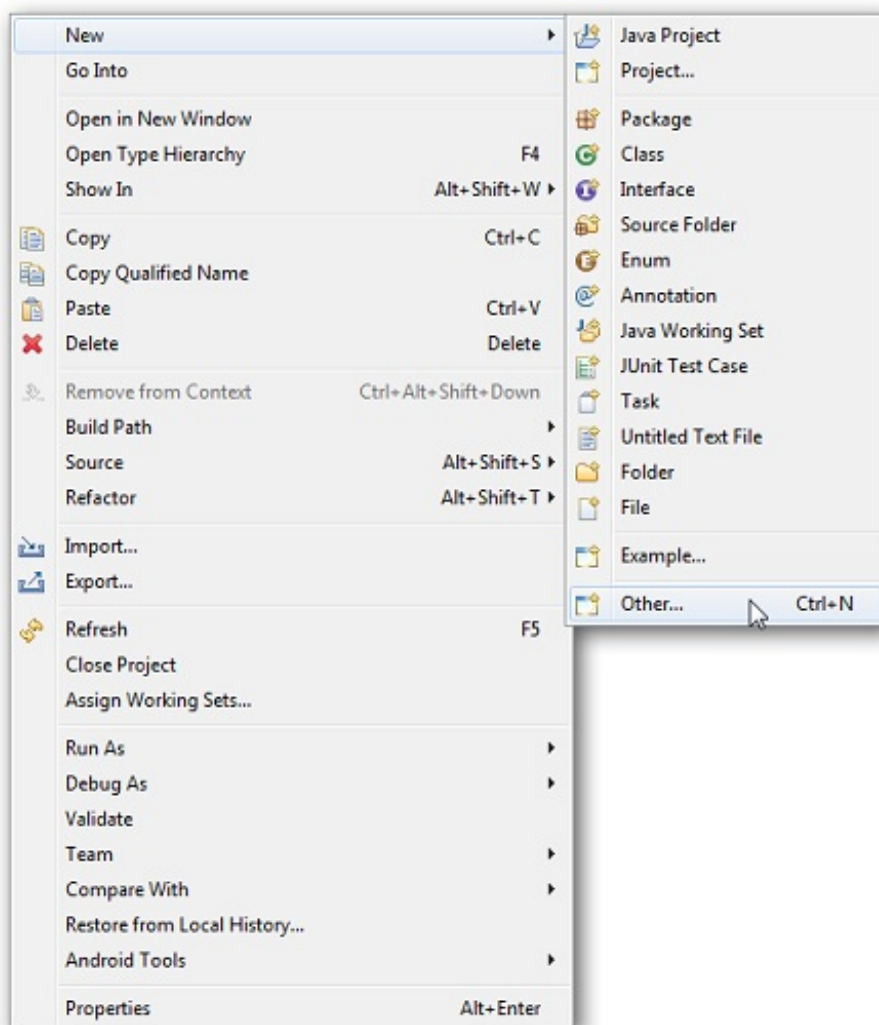 New
Go Into
Open in New Window
Open Type Hierarchy F4
Show In Alt+Shift+W
Copy Ctrl+C
Copy Qualified Name
Paste Ctrl+V
Delete Delete
Remove from Context Ctrl+Alt+Shift+Down
Build Path
Source Alt+Shift+S
Refactor Alt+Shift+T
Import...
Export...
Refresh F5
Close Project
Assign Working Sets...
Run As
Debug As
Validate
Team
Compare With
Restore from Local History...
Android Tools
Properties Alt+Enter
Java Project
Project...
Package
Class
Interface
Source Folder
Enum
Annotation
Java Working Set
JUnit Test Case
Task
Untitled Text File
Folder
File
Example...
Other... Ctrl+N